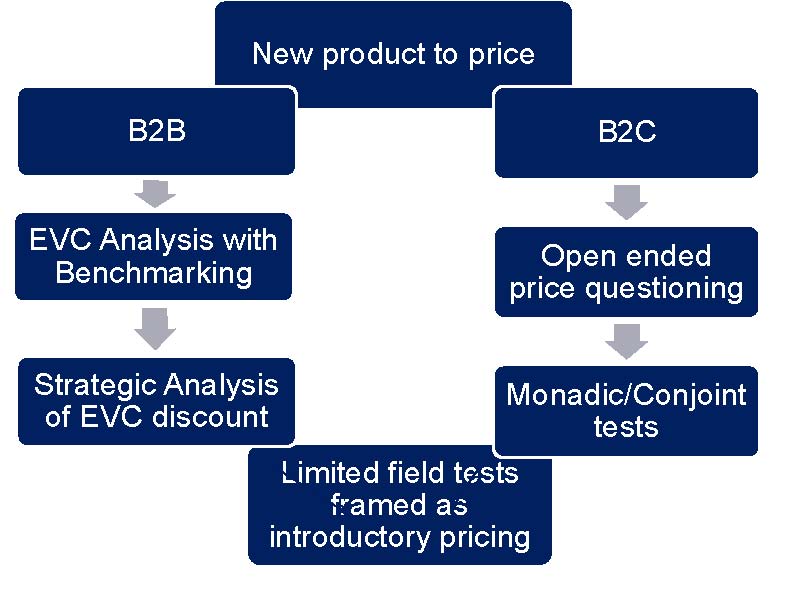 New product to price
B2B
B2C
EVC Analysis with
Benchmarking
Open ended
price questioning
Strategic Analysis
of EVC discount
Monadic/Conjoint
tests
Limited field tests
framed as
introductory pricing